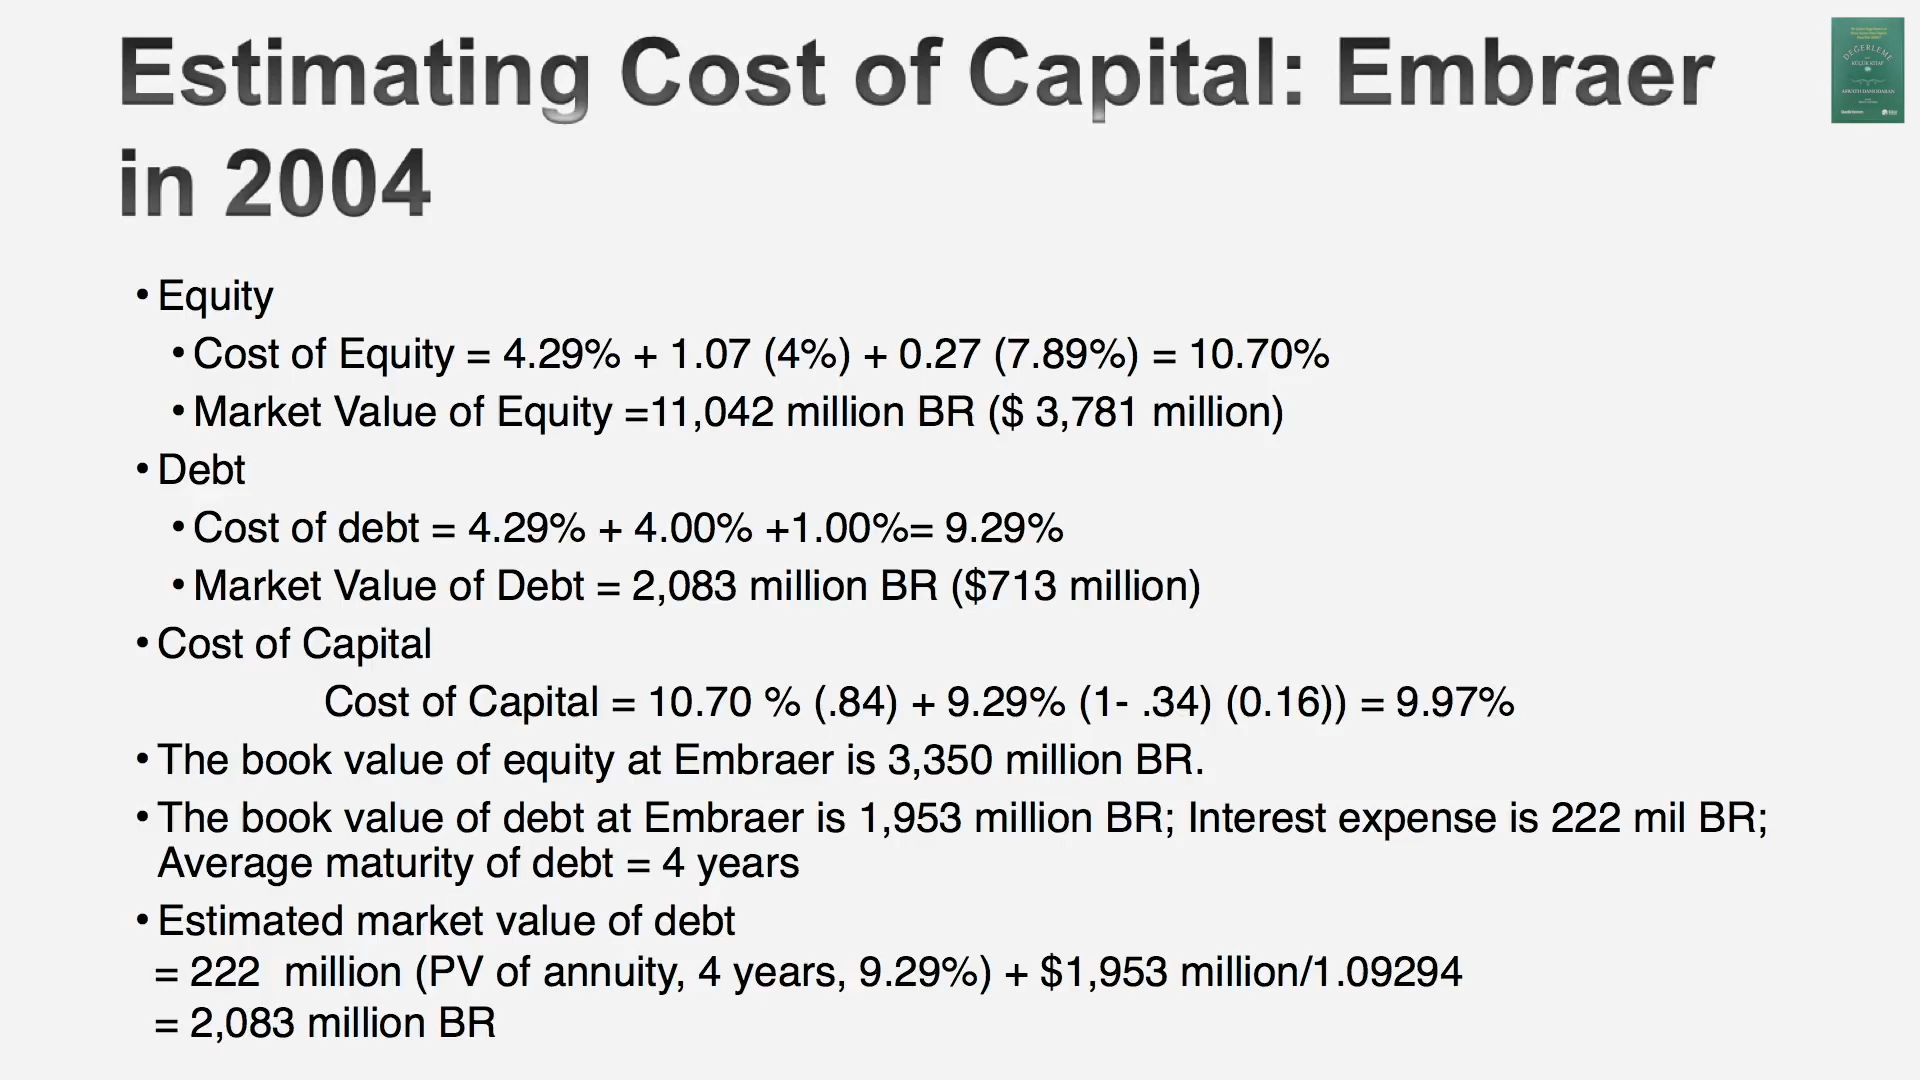 Estimating Cost of Capital: Embraer
in 2004
• Equity
• Cost of Equity = 4.29% + 1.07 (4%) + 0.27 (7.89%) = 10.70%
• Market Value of Equity =11,042 million BR ($ 3,781 million)
• Debt
• Cost of debt = 4.29% + 4.00% +1.00%= 9.29%
• Market Value of Debt = 2,083 million BR ($713 million)
• Cost of Capital
Cost of Capital = 10.70 % (.84) + 9.29% (1- .34) (0.16)) = 9.97%
• The book value of equity at Embraer is 3,350 million BR.
• The book value of debt at Embraer is 1,953 million BR; Interest expense is 222 mil BR;
Average maturity of debt = 4 years
• Estimated market value of debt
= 222 million (PV of annuity, 4 years, 9.29%) + $1,953 million/1.09294
= 2,083 million BR
DEĞERLEME
KÜÇÜK KİTAP
ASWATH DAMODARAN